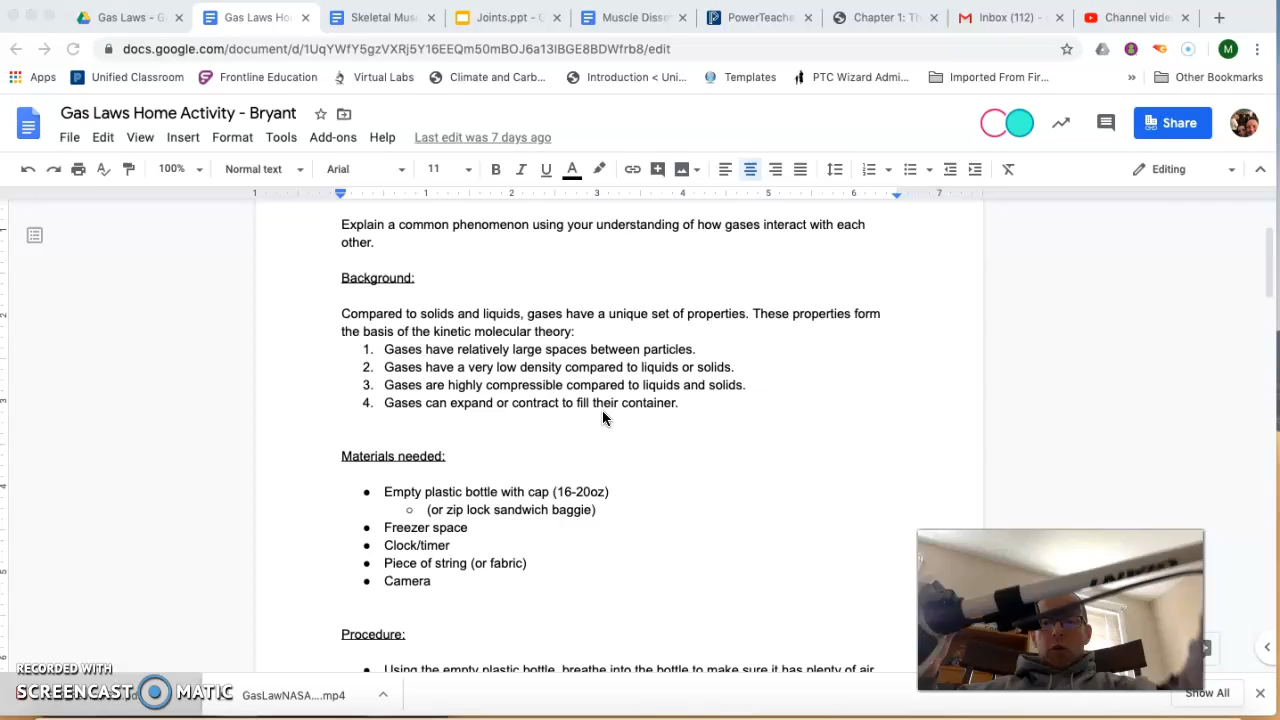 Gas Laws - G
Gas Laws Ho
Skeletal Mus
Joints.ppt - G
Muscle Disse
PowerTeache
Chapter 1: Th
Inbox (112) -
Channel vide
docs.google.com/document/d/1UqYWfY5gzVXRj5Y16EEQm50mBOJ6a13IBGE8BDWfrb8/edit
M
Apps
Unified Classroom
Frontline Education
Virtual Labs
Climate and Carb...
Introduction < Uni...
Templates
PTC Wizard Admi...
Imported From Fir...
»
Other Bookmarks
Gas Laws Home Activity - Bryant
Share
File Edit View Insert Format Tools Add-ons Help Last edit was 7 days ago
100% Normal text Arial 11 B I U A Editing
1 1 2 3 4 5 6 7
Explain a common phenomenon using your understanding of how gases interact with each
other.
Background:
Compared to solids and liquids, gases have a unique set of properties. These properties form
the basis of the kinetic molecular theory:
1. Gases have relatively large spaces between particles.
2. Gases have a very low density compared to liquids or solids.
3. Gases are highly compressible compared to liquids and solids.
4. Gases can expand or contract to fill their container.
Materials needed:
● Empty plastic bottle with cap (16-20oz)
○ (or zip lock sandwich baggie)
● Freezer space
● Clock/timer
● Piece of string (or fabric)
● Camera
Procedure:
● Using the empty plastic bottle, breathe into the bottle to make sure it has plenty of air
RECORDED WITH
SCREENCAST MATIC
GasLawNASA....mp4
Show All